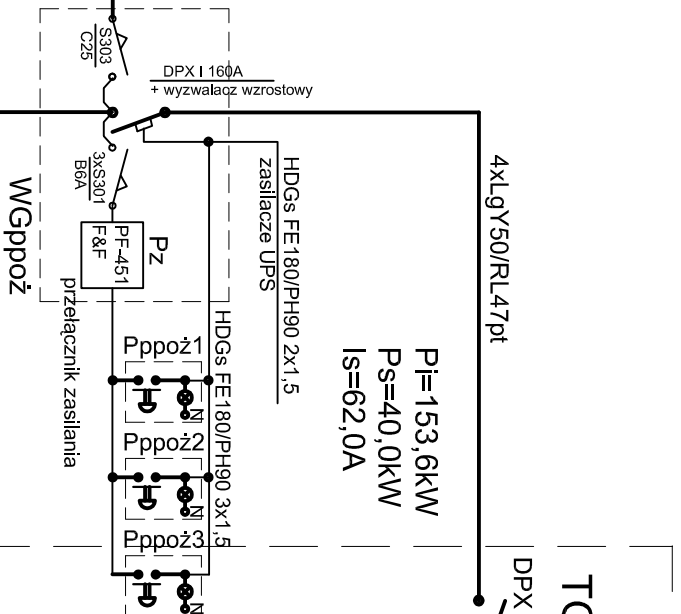 S303
C25
DPX I 160A
+ wyzwalacz wzrostowy
3xS301
B6A
WGppoż
Pz
PF-451
F&F
przełącznik zasilania
HDGs FE180/PH90 2x1,5
zasilacze UPS
HDGs FE180/PH90 3x1,5
4xLgY50/RL47pt
Pi=153,6kW
Ps=40,0kW
Is=62,0A
Pppoż1
N
Pppoż2
N
Pppoż3
N
DPX